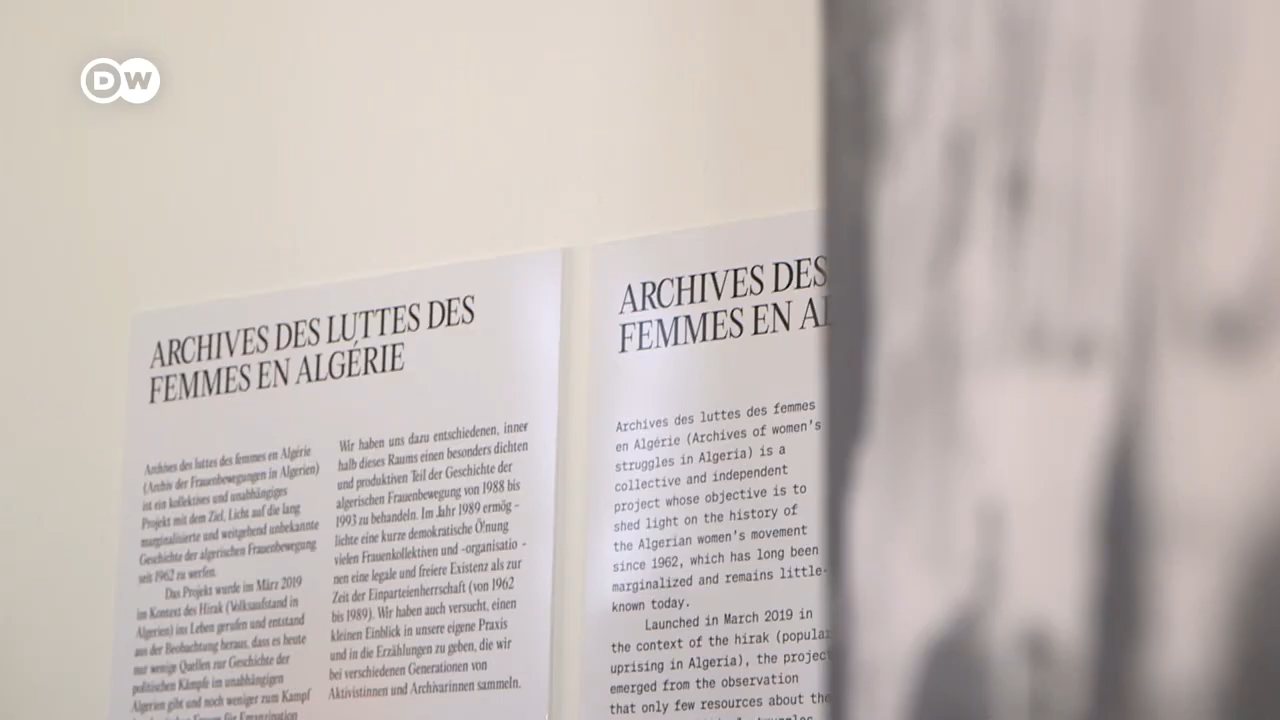 DW
ARCHIVES DES LUTTES DES
FEMMES EN ALGÉRIE
Archives des luttes des femmes en Algérie
(Archiv der Frauenbewegungen in Algerien)
ist ein kollektives und unabhängiges
Projekt mit dem Ziel, Licht auf die lang
marginalisierte und weitgehend unbekannte
Geschichte der algerischen Frauenbewegung
seit 1962 zu werfen.
Das Projekt wurde im März 2019
im Kontext des Hirak (Volksaufstand in
Algerien) ins Leben gerufen und entstand
aus der Beobachtung heraus, dass es heute
nur wenige Quellen zur Geschichte der
politischen Kämpfe im unabhängigen
Algerien gibt und noch weniger zum Kampf
Frauen für Emanzipation
Wir haben uns dazu entschiedenen, inner
halb dieses Raums einen besonders dichten
und produktiven Teil der Geschichte der
algerischen Frauenbewegung von 1988 bis
1993 zu behandeln. Im Jahr 1989 ermög-
lichte eine kurze demokratische Öffnung
vielen Frauenkollektiven und -organisatio-
nen eine legale und freiere Existenz als zur
Zeit der Einparteienherrschaft (von 1962
bis 1989). Wir haben auch versucht, einen
kleinen Einblick in unsere eigene Praxis
und in die Erzählungen zu geben, die wir
bei verschiedenen Generationen von
Aktivistinnen und Archivarinnen sammeln.
ARCHIVES DES
FEMMES EN AL
Archives des luttes des femmes
en Algérie (Archives of women's
struggles in Algeria) is a
collective and independent
project whose objective is to
shed light on the history of
the Algerian women's movement
since 1962, which has long been
marginalized and remains little-
known today.
Launched in March 2019 in
the context of the hirak (popular
uprising in Algeria), the project
emerged from the observation
that only few resources about the